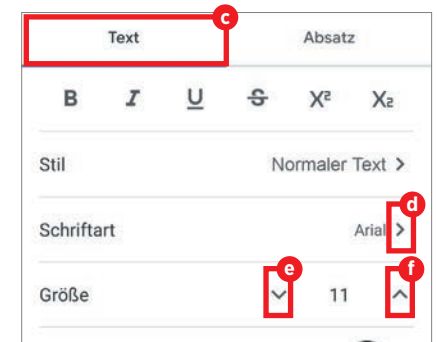 c
Text Absatz
B I U S X² X₂
Stil Normaler Text >
d
Schriftart Arial >
e f
Größe 11